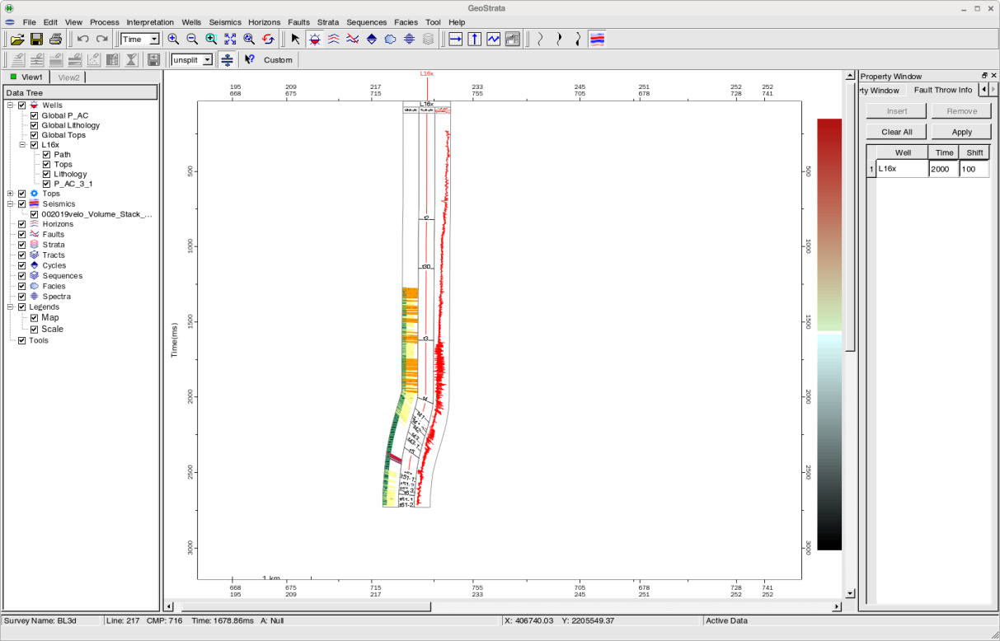 GeoStrata
File Edit View Process Interpretation Wells Seismics Horizons Faults Strata Sequences Facies Tool Help
Time
unsplit Custom
View1 View2
Data Tree
Wells
Global P_AC
Global Lithology
Global Tops
L16x
Path
Tops
Lithology
P_AC_3_1
Tops
Seismics
002019velo_Volume_Stack_...
Horizons
Faults
Strata
Tracts
Cycles
Sequences
Facies
Spectra
Legends
Map
Scale
Tools
L16x
195 209 217 233 245 251 252 252
668 675 715 755 705 678 728 741
L16x
500
1000
1500
2000
2500
3000
Time(ms)
t2
t3
t4
500
1000
1500
2000
2500
3000
1 km
668 675 715 755 705 678 728 741
195 209 217 233 245 251 252 252
Property Window
rty Window Fault Throw Info
Insert Remove
Clear All Apply
Well Time Shift
1 L16x 2000 100
Survey Name: BL3d Line: 217 CMP: 716 Time: 1678.86ms A: Null X: 406740.03 Y: 2205549.37 Active Data